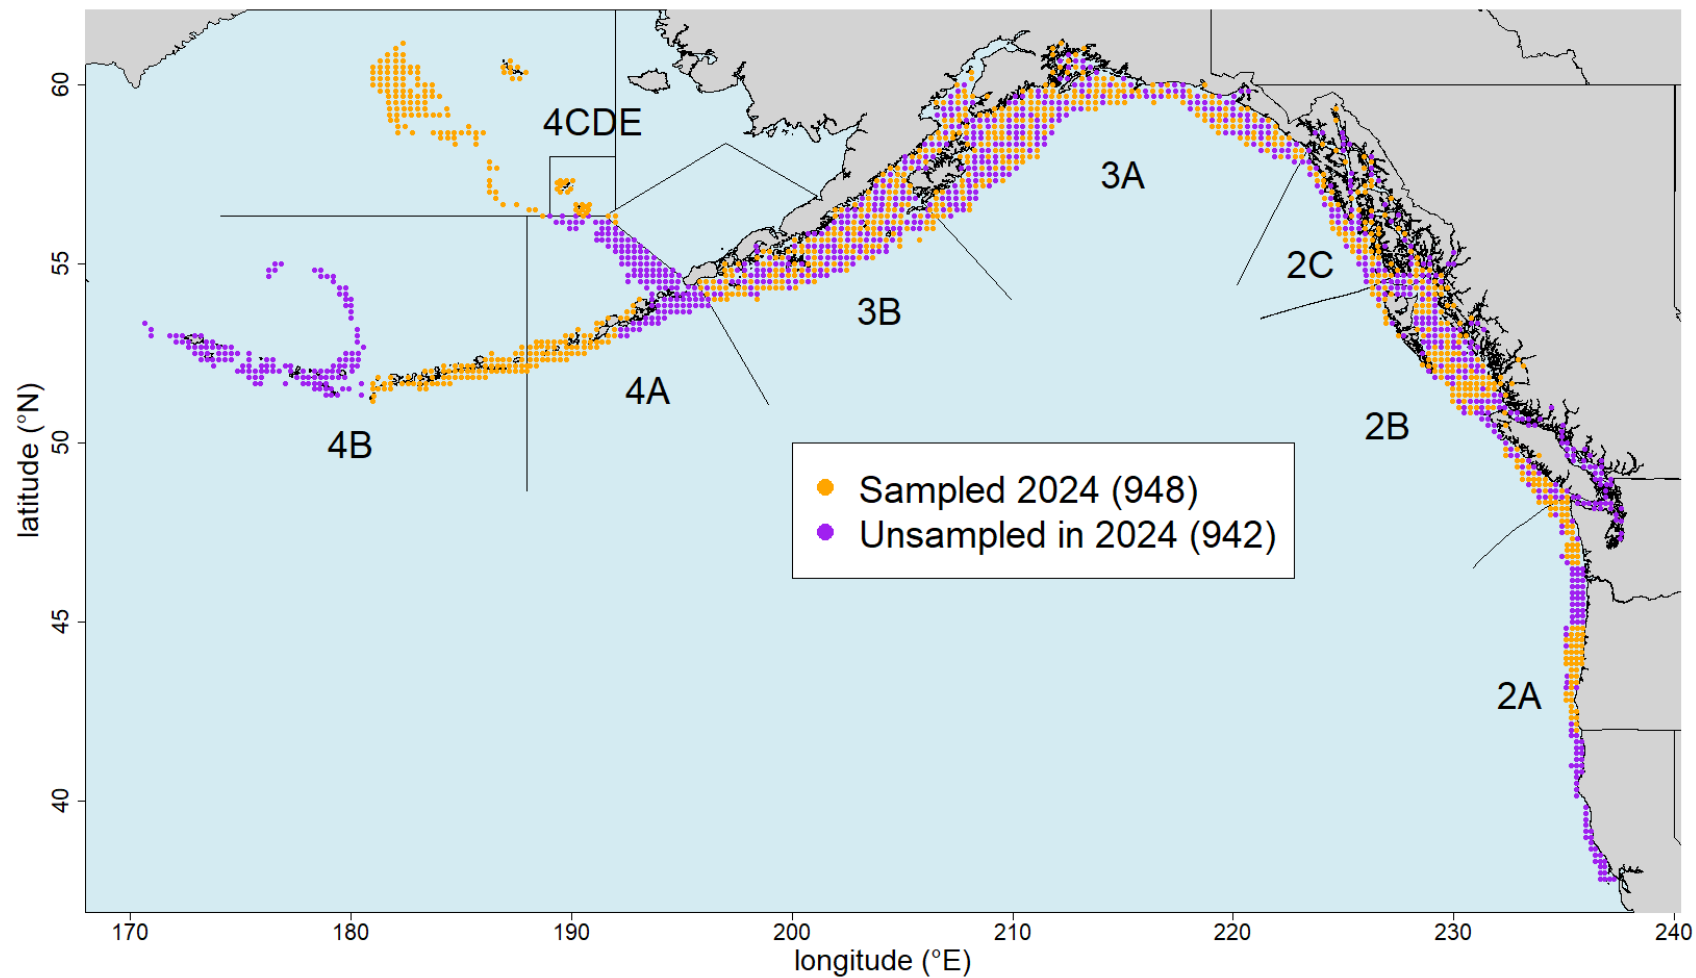 60
55
50
45
40
latitude (°N)
4CDE
3A
2C
3B
4A
2B
4B
2A
Sampled 2024 (948)
Unsampled in 2024 (942)
170
180
190
200
210
220
230
240
longitude (°E)